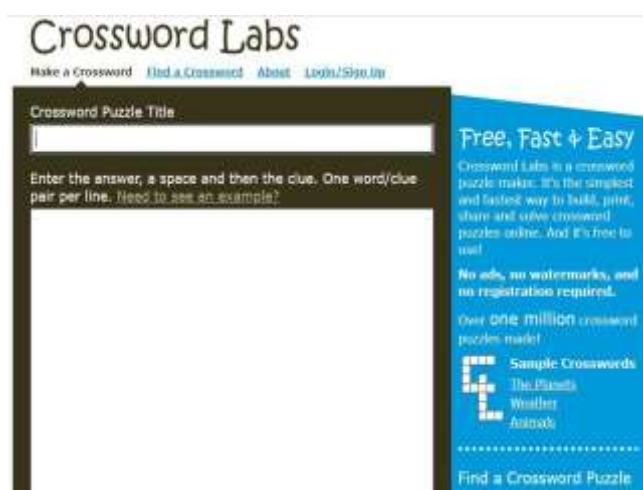 Crossword Labs
Make a Crossword Find a Crossword About Login/Sign Up
Crossword Puzzle Title
Enter the answer, a space and then the clue. One word/clue
pair per line. Need to see an example?
Free, Fast & Easy
Crossword Labs is a crossword
puzzle maker. It's the simplest
and fastest way to build, print,
share and solve crossword
puzzles online. And it's free to
use!
No ads, no watermarks, and
no registration required.
Over one million crossword
puzzles made!
Sample Crosswords
The Planets
Weather
Animals
Find a Crossword Puzzle